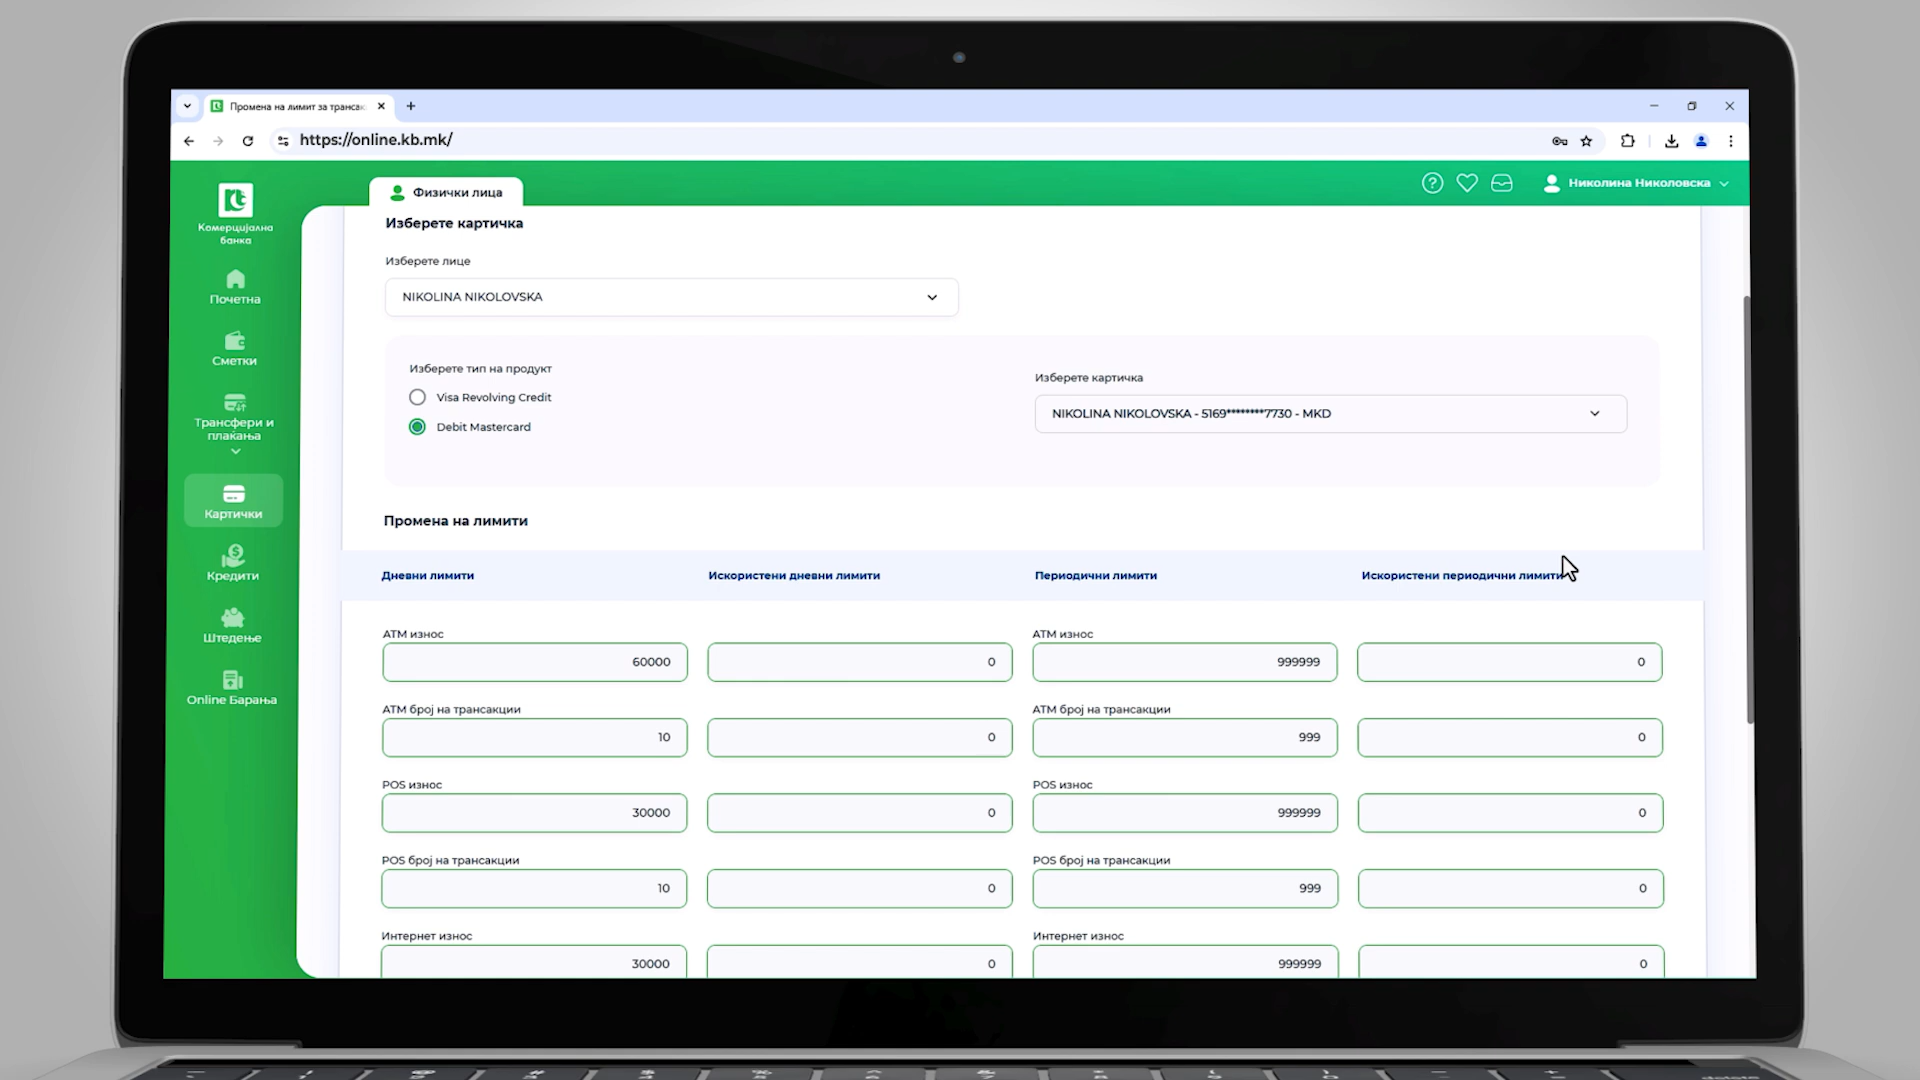 Промена на лимит за трансак
https://online.kb.mk/
Физички лица
Николина Николовска
Комерцијална
банка
Почетна
Сметки
Трансфери и
плаќања
Картички
Кредити
Штедење
Online Барања
Изберете картичка
Изберете лице
NIKOLINA NIKOLOVSKA
Изберете тип на продукт
Visa Revolving Credit
Debit Mastercard
Изберете картичка
NIKOLINA NIKOLOVSKA - 5169********7730 - MKD
Промена на лимити
Дневни лимити Искористени дневни лимити Периодични лимити Искористени периодични лимити
ATM износ ATM износ
60000 0 999999 0
ATM број на трансакции ATM број на трансакции
10 0 999 0
POS износ POS износ
30000 0 999999 0
POS број на трансакции POS број на трансакции
10 0 999 0
Интернет износ Интернет износ
30000 0 999999 0